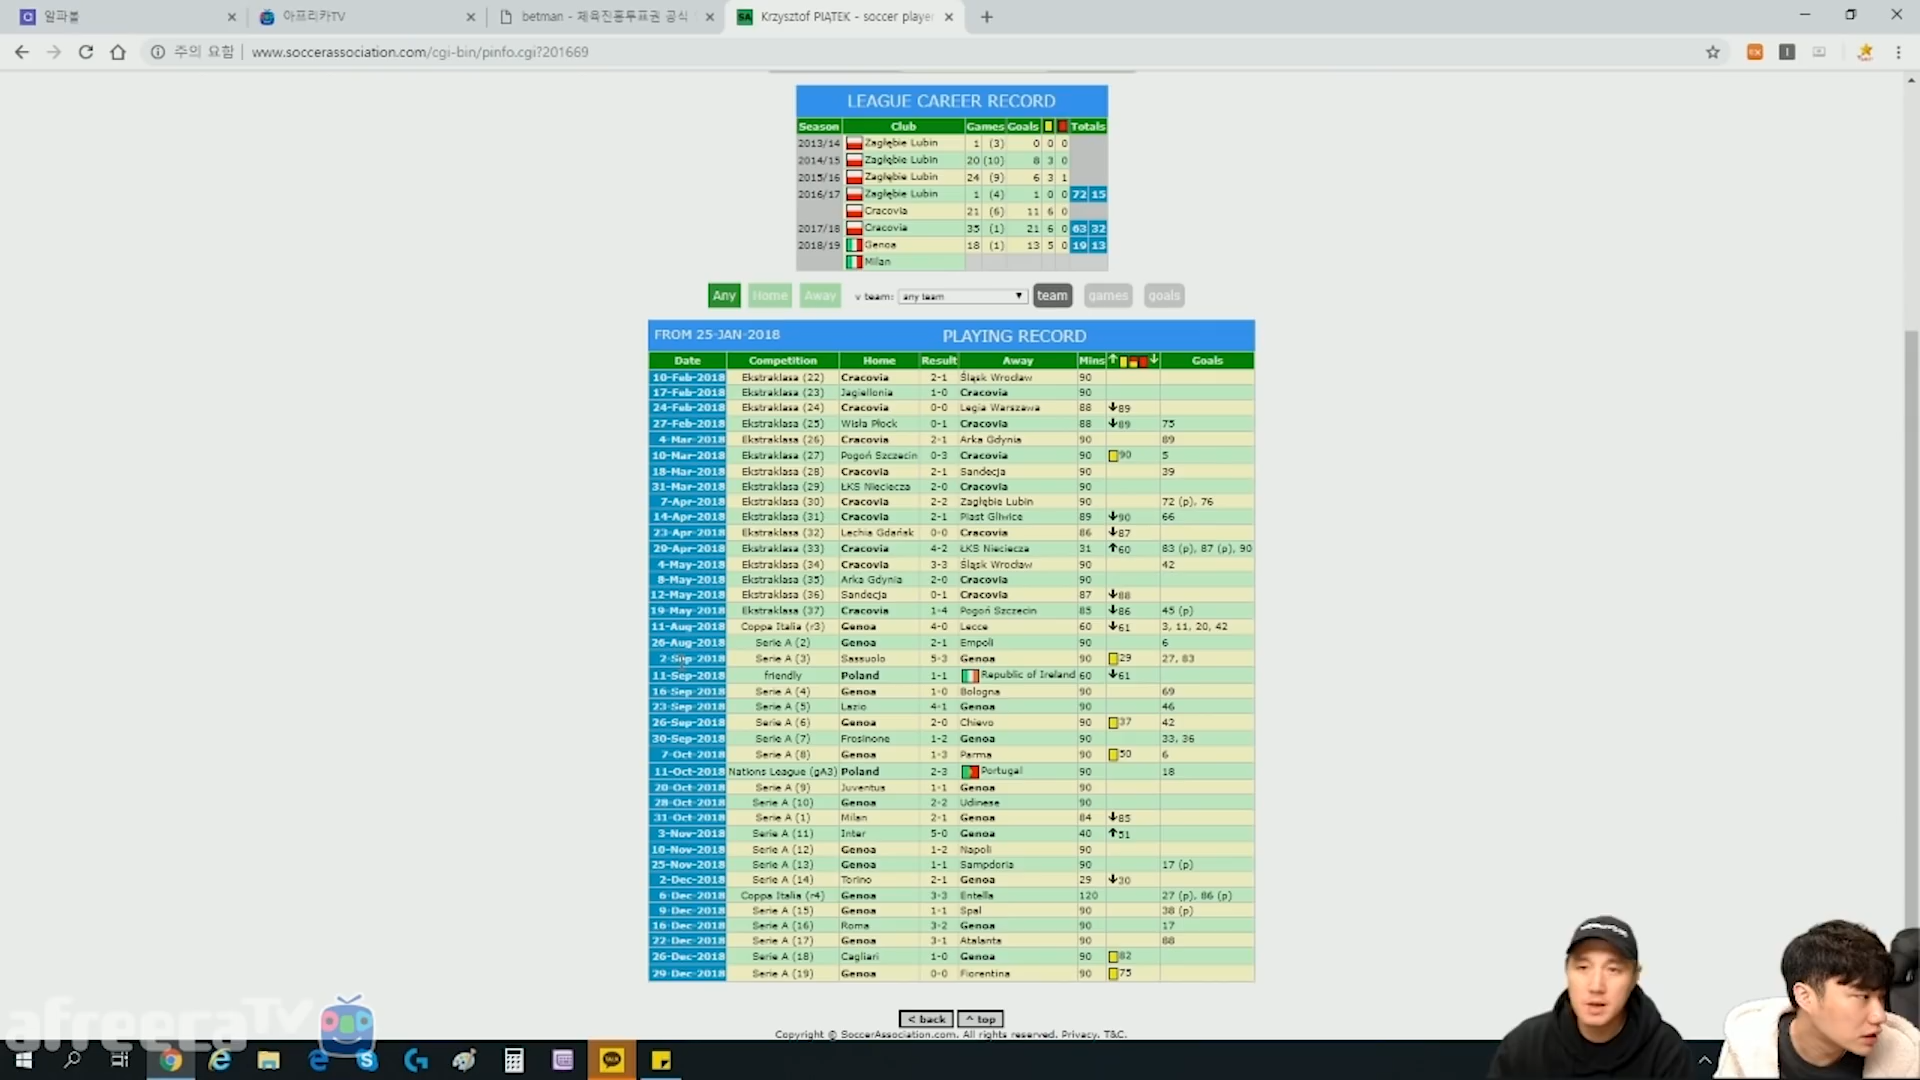 알파볼
아프리카TV
betman - 체육진흥투표권 공식
SA Krzysztof PIĄTEK - soccer player
주의 요함 www.soccerassociation.com/cgi-bin/pinfo.cgi?201669
LEAGUE CAREER RECORD
Season Club Games Goals Totals
2013/14 Zagłębie Lubin 1 (3) 0 0 0
2014/15 Zagłębie Lubin 20 (10) 8 3 0
2015/16 Zagłębie Lubin 24 (9) 6 3 1
2016/17 Zagłębie Lubin 1 (4) 1 0 0 72 15
Cracovia 21 (6) 11 6 0
2017/18 Cracovia 35 (1) 21 6 0 63 32
2018/19 Genoa 18 (1) 13 5 0 19 13
Milan
Any Home Away v team: any team team games goals
FROM 25-JAN-2018 PLAYING RECORD
Date Competition Home Result Away Mins Goals
10-Feb-2018 Ekstraklasa (22) Cracovia 2-1 Śląsk Wrocław 90
17-Feb-2018 Ekstraklasa (23) Jagiellonia 1-0 Cracovia 90
24-Feb-2018 Ekstraklasa (24) Cracovia 0-0 Legia Warszawa 88 ↓89
27-Feb-2018 Ekstraklasa (25) Wisła Płock 0-1 Cracovia 88 ↓89 75
4-Mar-2018 Ekstraklasa (26) Cracovia 2-1 Arka Gdynia 90 89
10-Mar-2018 Ekstraklasa (27) Pogoń Szczecin 0-3 Cracovia 90 90 5
18-Mar-2018 Ekstraklasa (28) Cracovia 2-1 Sandecja 90 39
31-Mar-2018 Ekstraklasa (29) ŁKS Nieciecza 2-0 Cracovia 90
7-Apr-2018 Ekstraklasa (30) Cracovia 2-2 Zagłębie Lubin 90 72 (p), 76
14-Apr-2018 Ekstraklasa (31) Cracovia 2-1 Piast Gliwice 89 ↓90 66
23-Apr-2018 Ekstraklasa (32) Lechia Gdańsk 0-0 Cracovia 86 ↓87
29-Apr-2018 Ekstraklasa (33) Cracovia 4-2 ŁKS Nieciecza 31 ↑60 83 (p), 87 (p), 90
4-May-2018 Ekstraklasa (34) Cracovia 3-3 Śląsk Wrocław 90 42
8-May-2018 Ekstraklasa (35) Arka Gdynia 2-0 Cracovia 90
12-May-2018 Ekstraklasa (36) Sandecja 0-1 Cracovia 87 ↓88
19-May-2018 Ekstraklasa (37) Cracovia 1-4 Pogoń Szczecin 85 ↓86 45 (p)
11-Aug-2018 Coppa Italia (r3) Genoa 4-0 Lecce 60 ↓61 3, 11, 20, 42
26-Aug-2018 Serie A (2) Genoa 2-1 Empoli 90 6
2-Sep-2018 Serie A (3) Sassuolo 5-3 Genoa 90 29 27, 83
11-Sep-2018 friendly Poland 1-1 Republic of Ireland 60 ↓61
16-Sep-2018 Serie A (4) Genoa 1-0 Bologna 90 69
23-Sep-2018 Serie A (5) Lazio 4-1 Genoa 90 46
26-Sep-2018 Serie A (6) Genoa 2-0 Chievo 90 37 42
30-Sep-2018 Serie A (7) Frosinone 1-2 Genoa 90 33, 36
7-Oct-2018 Serie A (8) Genoa 1-3 Parma 90 50 6
11-Oct-2018 Nations League (gA3) Poland 2-3 Portugal 90 18
20-Oct-2018 Serie A (9) Juventus 1-1 Genoa 90
28-Oct-2018 Serie A (10) Genoa 2-2 Udinese 90
31-Oct-2018 Serie A (1) Milan 2-1 Genoa 84 ↓85
3-Nov-2018 Serie A (11) Inter 5-0 Genoa 40 ↑51
10-Nov-2018 Serie A (12) Genoa 1-2 Napoli 90
25-Nov-2018 Serie A (13) Genoa 1-1 Sampdoria 90 17 (p)
2-Dec-2018 Serie A (14) Torino 2-1 Genoa 29 ↓30
6-Dec-2018 Coppa Italia (r4) Genoa 3-3 Entella 120 27 (p), 86 (p)
9-Dec-2018 Serie A (15) Genoa 1-1 Spal 90 38 (p)
16-Dec-2018 Serie A (16) Roma 3-2 Genoa 90 17
22-Dec-2018 Serie A (17) Genoa 3-1 Atalanta 90 88
26-Dec-2018 Serie A (18) Cagliari 1-0 Genoa 90 82
29-Dec-2018 Serie A (19) Genoa 0-0 Fiorentina 90 75
< back ^ top
Copyright © SoccerAssociation.com. All rights reserved. Privacy. T&C.
afreecaTV
TALK